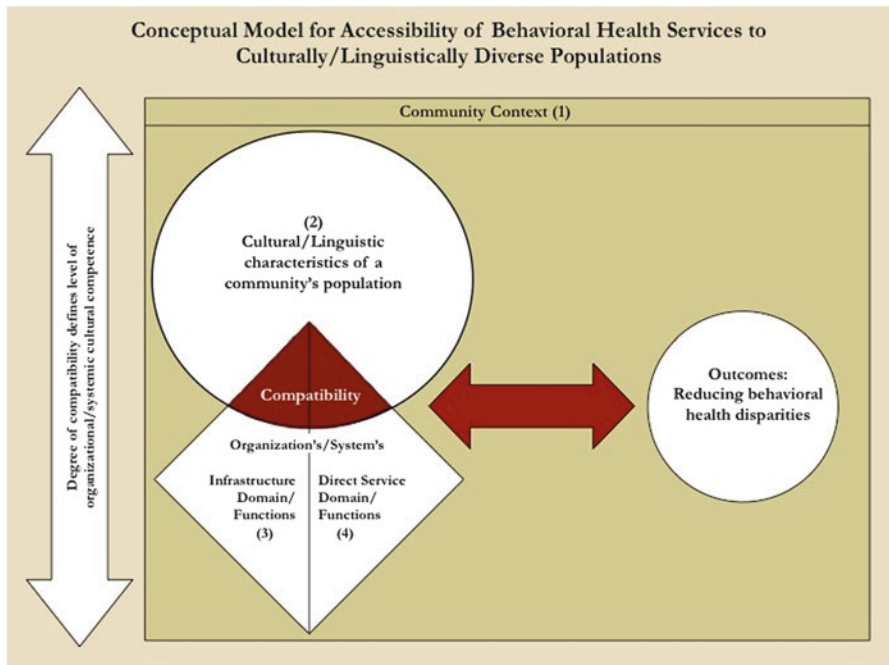 Conceptual Model for Accessibility of Behavioral Health Services to
Culturally/Linguistically Diverse Populations
Degree of compatibility defines level of
organizational/systemic cultural competence
Community Context (1)
(2)
Cultural/Linguistic
characteristics of a
community's population
Compatibility
Organization's/System's
Infrastructure
Domain/
Functions
(3)
Direct Service
Domain/
Functions
(4)
Outcomes:
Reducing behavioral
health disparities